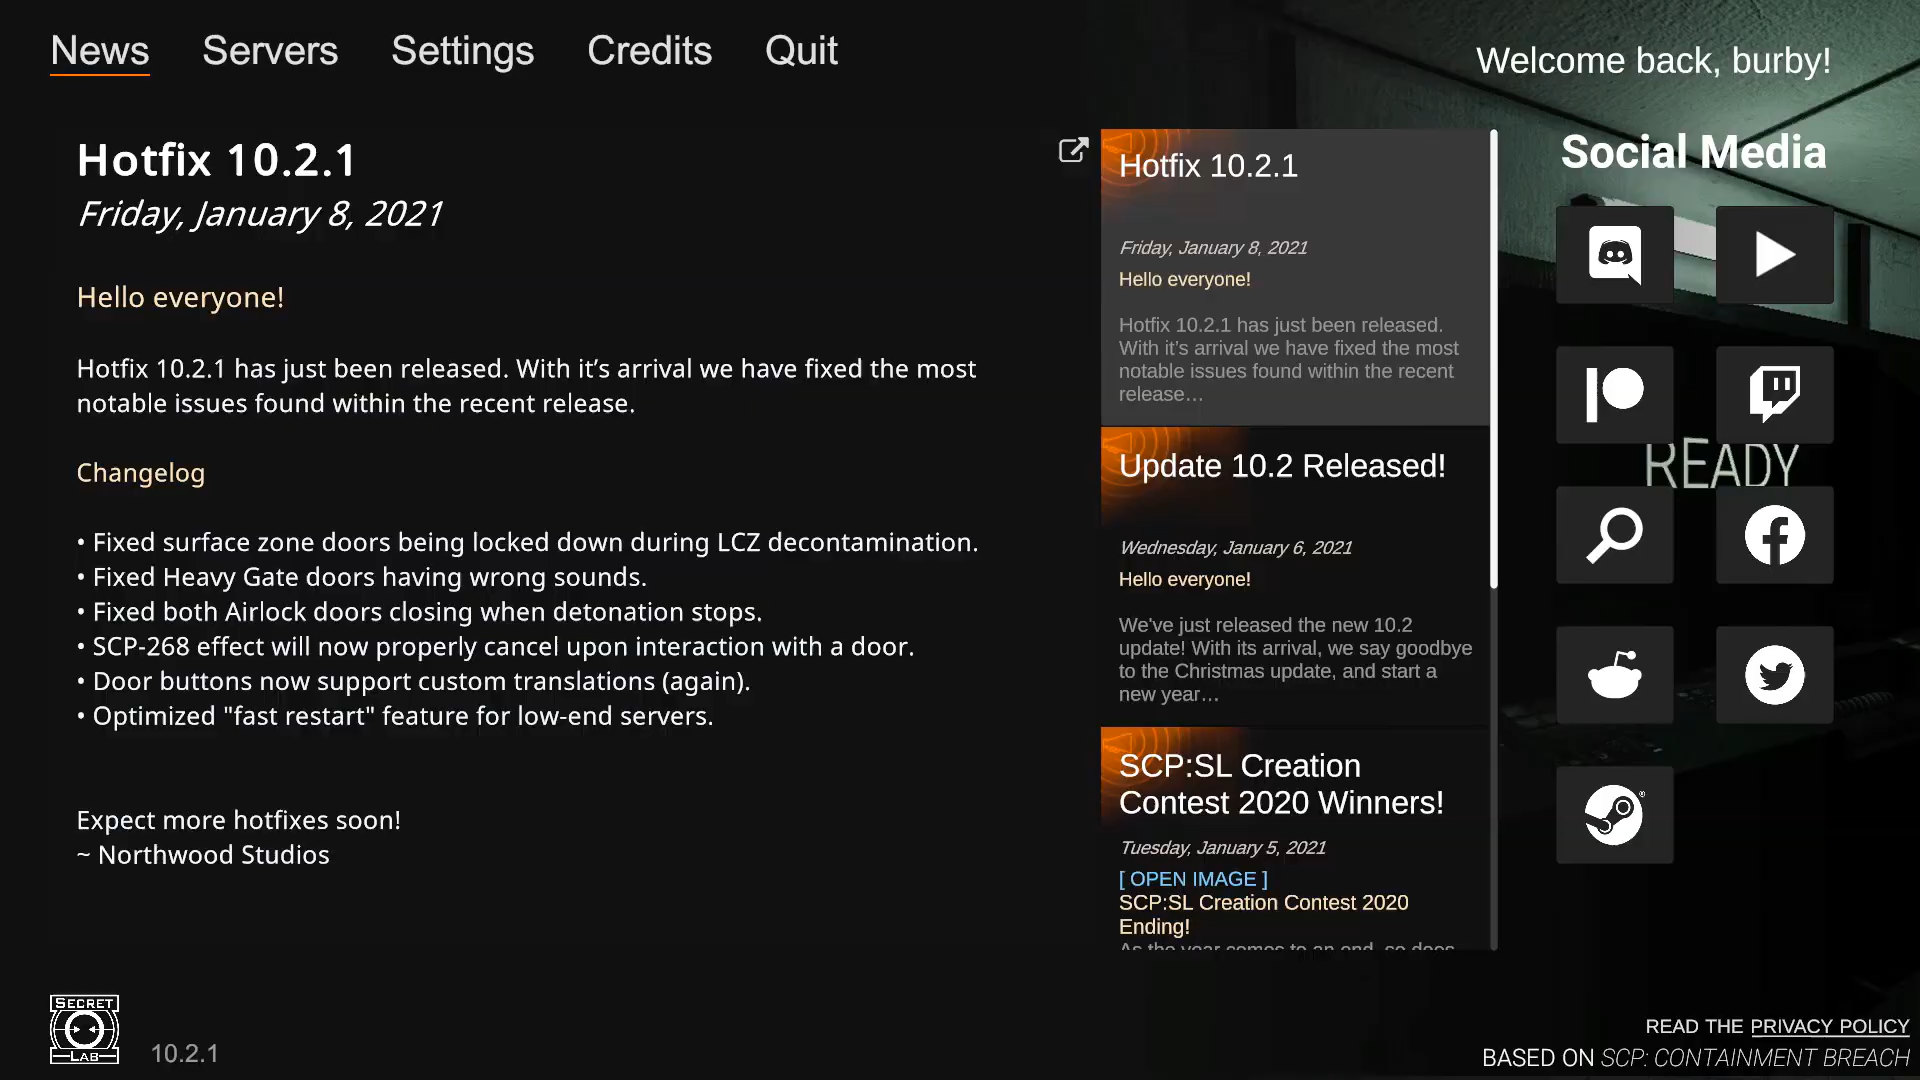 News Servers Settings Credits Quit
Welcome back, burby!
Hotfix 10.2.1
Friday, January 8, 2021
Hello everyone!
Hotfix 10.2.1 has just been released. With it’s arrival we have fixed the most
notable issues found within the recent release.
Changelog
• Fixed surface zone doors being locked down during LCZ decontamination.
• Fixed Heavy Gate doors having wrong sounds.
• Fixed both Airlock doors closing when detonation stops.
• SCP-268 effect will now properly cancel upon interaction with a door.
• Door buttons now support custom translations (again).
• Optimized "fast restart" feature for low-end servers.
Expect more hotfixes soon!
~ Northwood Studios
Hotfix 10.2.1
Friday, January 8, 2021
Hello everyone!
Hotfix 10.2.1 has just been released.
With it’s arrival we have fixed the most
notable issues found within the recent
release…
Update 10.2 Released!
Wednesday, January 6, 2021
Hello everyone!
We've just released the new 10.2
update! With its arrival, we say goodbye
to the Christmas update, and start a
new year…
SCP:SL Creation
Contest 2020 Winners!
Tuesday, January 5, 2021
[ OPEN IMAGE ]
SCP:SL Creation Contest 2020
Ending!
As the year comes to an end, so does
Social Media
READY
SECRET
LAB
10.2.1
READ THE PRIVACY POLICY
BASED ON SCP: CONTAINMENT BREACH